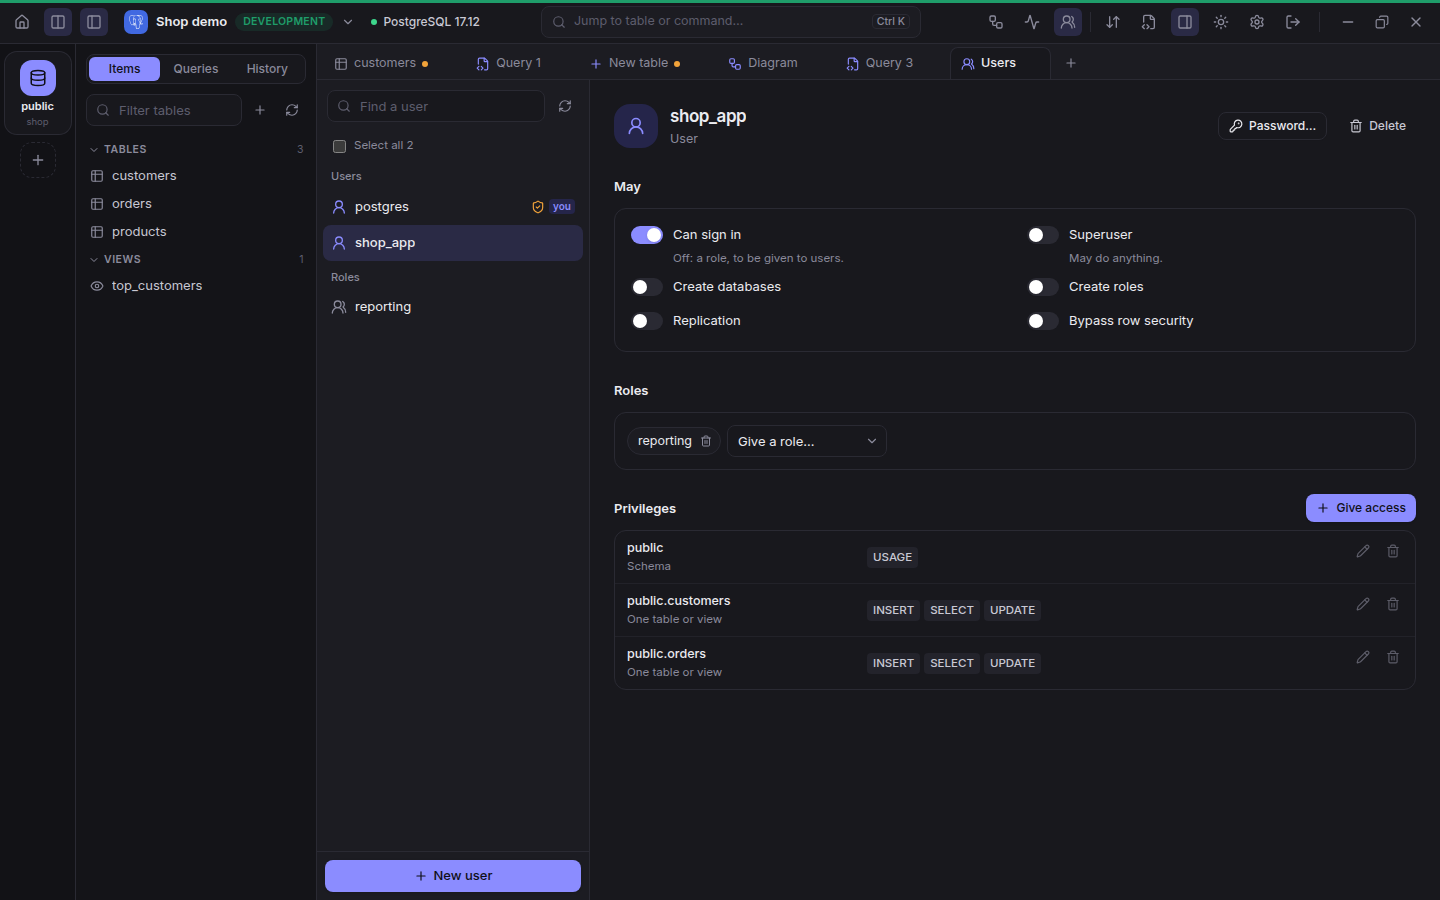 Shop demo DEVELOPMENT PostgreSQL 17.12 Jump to table or command... Ctrl K
public
shop
Items Queries History
Filter tables
TABLES 3
customers
orders
products
VIEWS 1
top_customers
customers Query 1 New table Diagram Query 3 Users
Find a user
Select all 2
Users
postgres you
shop_app
Roles
reporting
New user
shop_app
User
Password... Delete
May
Can sign in
Off: a role, to be given to users.
Superuser
May do anything.
Create databases Create roles
Replication Bypass row security
Roles
reporting Give a role...
Privileges Give access
public
Schema
USAGE
public.customers
One table or view
INSERT SELECT UPDATE
public.orders
One table or view
INSERT SELECT UPDATE